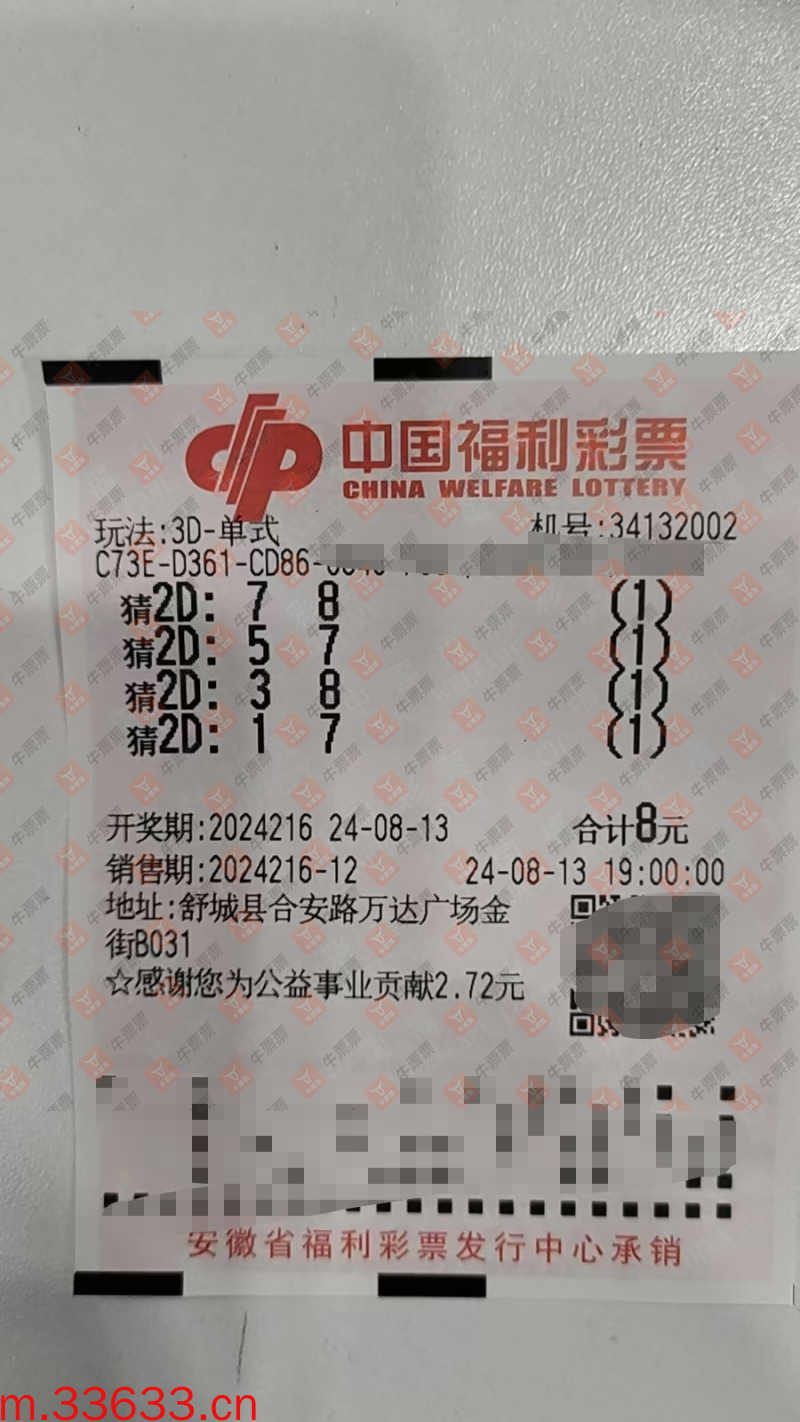 中国福利彩票
CHINA WELFARE LOTTERY
玩法:3D-单式 机号:34132002
C73E-D361-CD86-
猜2D: 7 8 (1)
猜2D: 5 7 (1)
猜2D: 3 8 (1)
猜2D: 1 7 (1)
开奖期:2024216 24-08-13 合计8元
销售期:2024216-12 24-08-13 19:00:00
地址:舒城县合安路万达广场金
街B031
☆感谢您为公益事业贡献2.72元
安徽省福利彩票发行中心承销
m.33633.cn